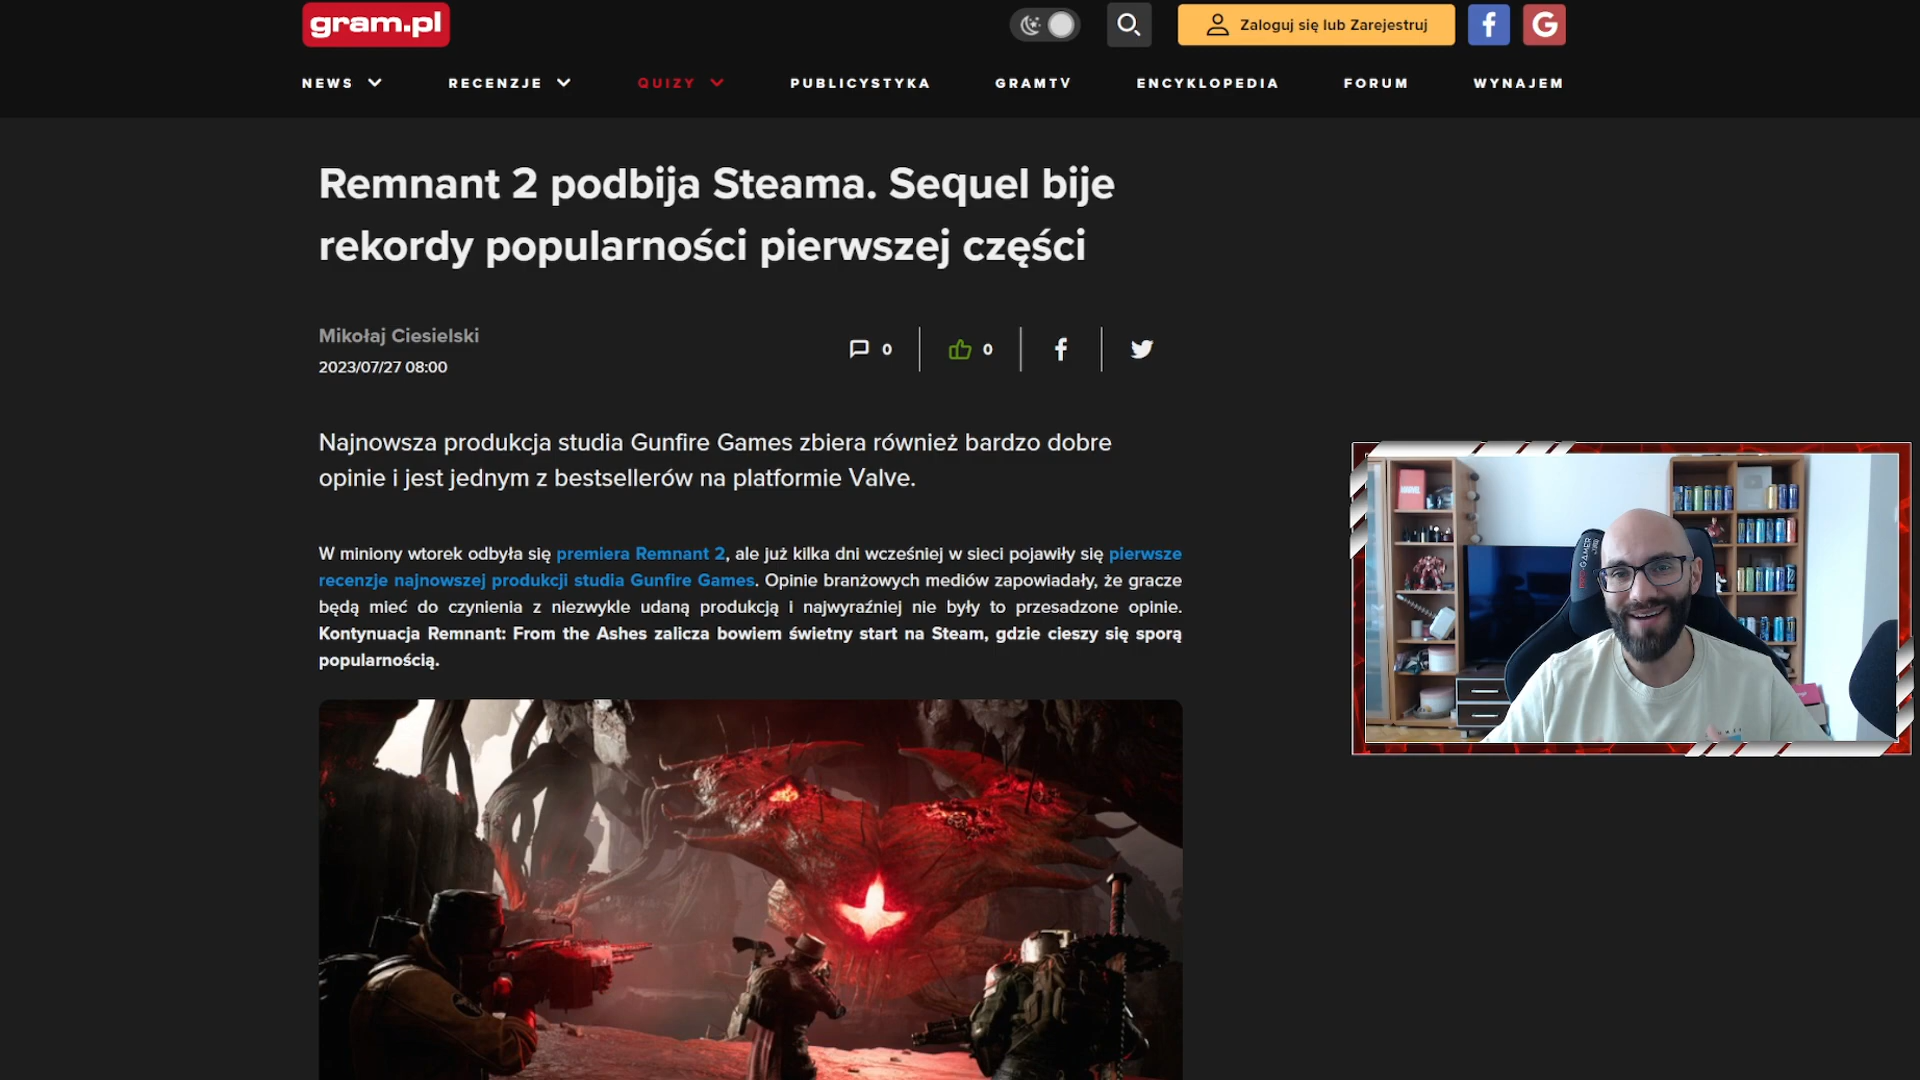 gram.pl
Zaloguj się lub Zarejestruj
NEWS RECENZJE QUIZY PUBLICYSTYKA GRAMTV ENCYKLOPEDIA FORUM WYNAJEM
Remnant 2 podbija Steama. Sequel bije
rekordy popularności pierwszej części
Mikołaj Ciesielski
2023/07/27 08:00
0
0
Najnowsza produkcja studia Gunfire Games zbiera również bardzo dobre
opinie i jest jednym z bestsellerów na platformie Valve.
W miniony wtorek odbyła się premiera Remnant 2, ale już kilka dni wcześniej w sieci pojawiły się pierwsze
recenzje najnowszej produkcji studia Gunfire Games. Opinie branżowych mediów zapowiadały, że gracze
będą mieć do czynienia z niezwykle udaną produkcją i najwyraźniej nie były to przesadzone opinie.
Kontynuacja Remnant: From the Ashes zalicza bowiem świetny start na Steam, gdzie cieszy się sporą
popularnością.
MARVEL